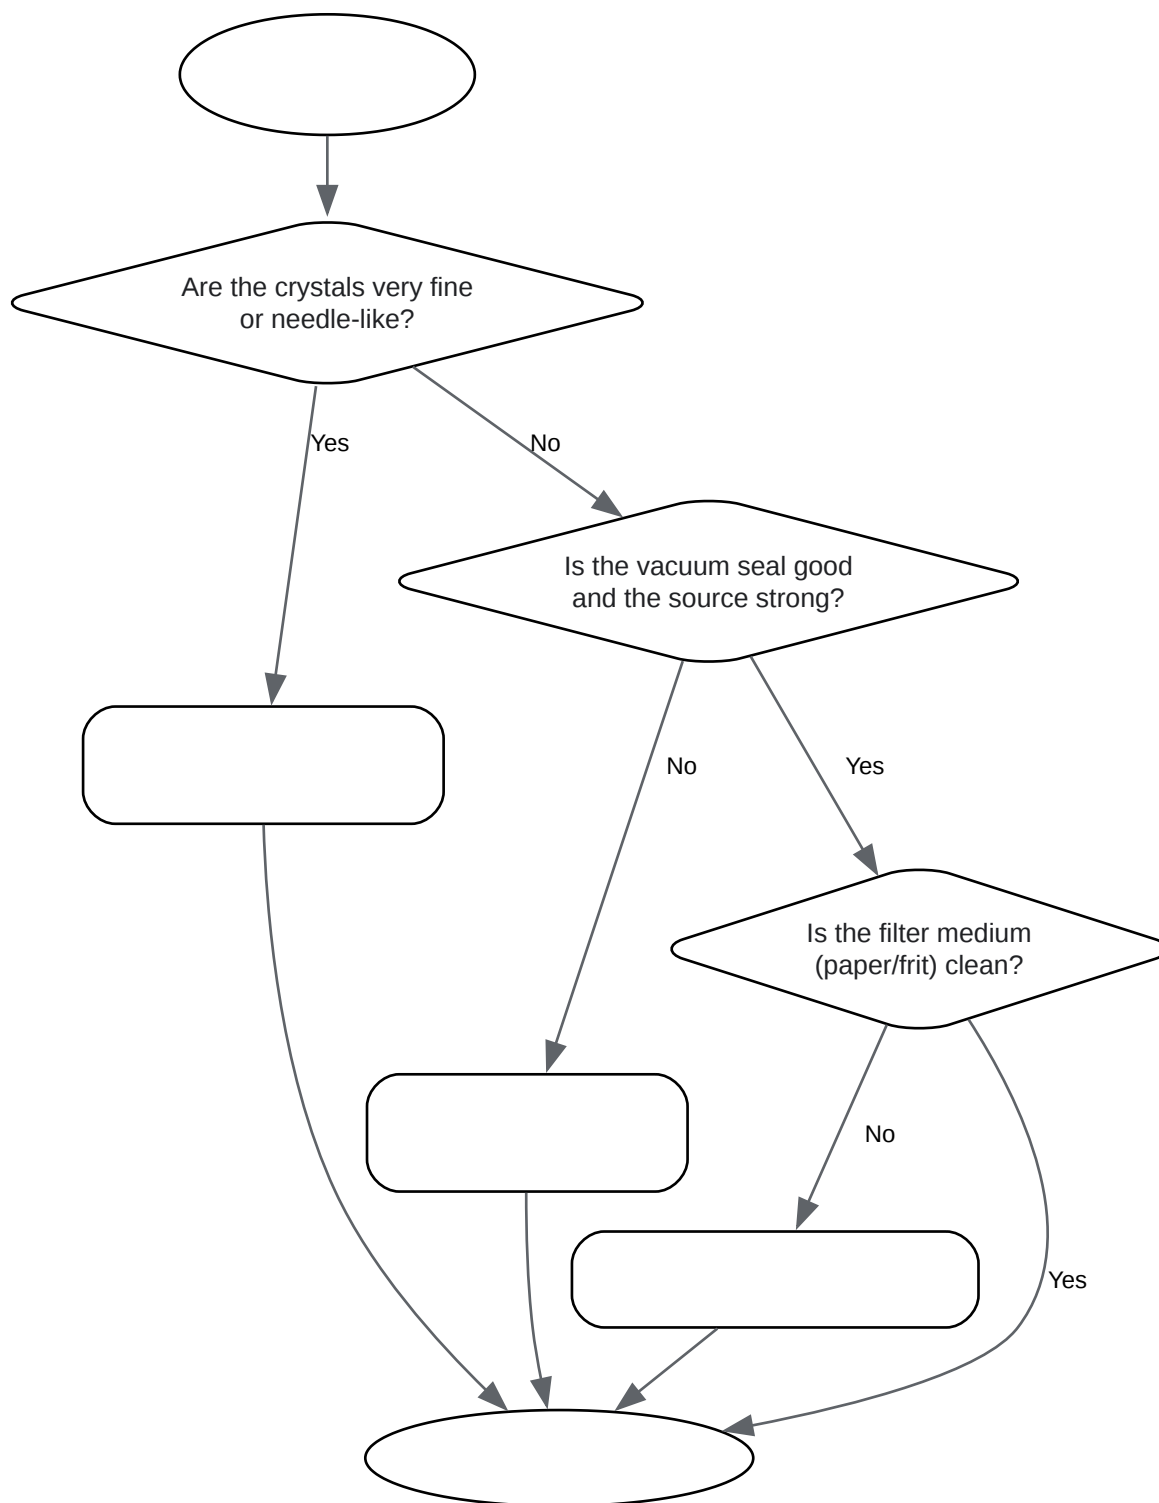 Are the crystals very fine
or needle-like?
Yes
No
Is the vacuum seal good
and the source strong?
No
Yes
Is the filter medium
(paper/frit) clean?
No
Yes